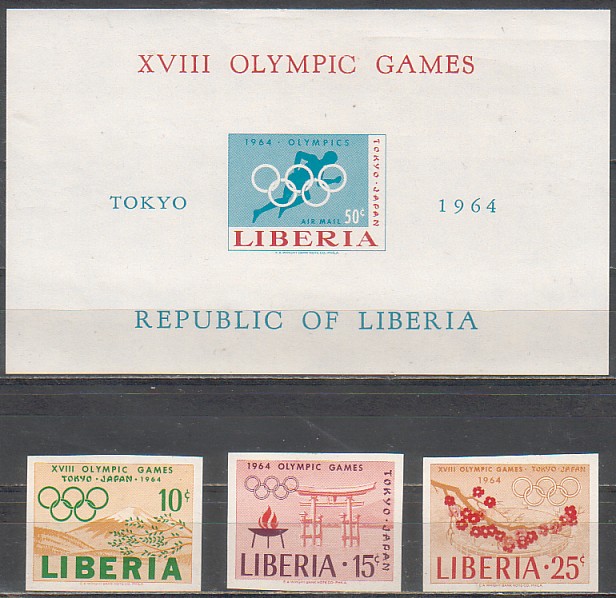 XVIII OLYMPIC GAMES
1964 · OLYMPICS
TOKYO · JAPAN
TOKYO
1964
AIR MAIL 50¢
LIBERIA
REPUBLIC OF LIBERIA
XVIII OLYMPIC GAMES
TOKYO · JAPAN · 1964
10¢
LIBERIA
1964 OLYMPIC GAMES
TOKYO · JAPAN
LIBERIA · 15¢
XVIII OLYMPIC GAMES · TOKYO · JAPAN
1964
LIBERIA · 25¢